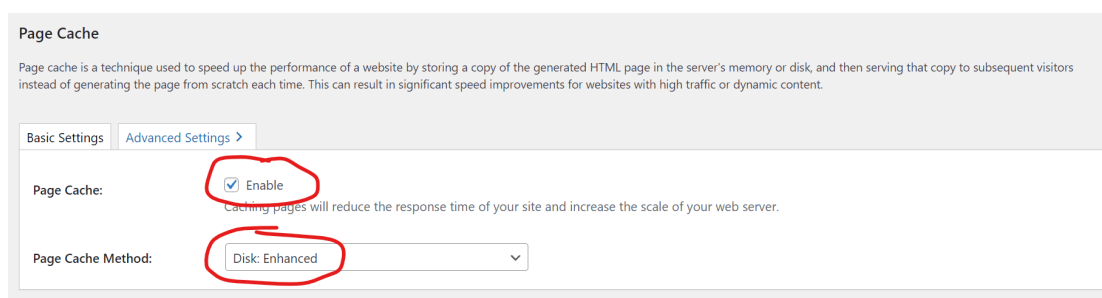 Page Cache
Page cache is a technique used to speed up the performance of a website by storing a copy of the generated HTML page in the server's memory or disk, and then serving that copy to subsequent visitors
instead of generating the page from scratch each time. This can result in significant speed improvements for websites with high traffic or dynamic content.
Basic Settings Advanced Settings >
Page Cache: Enable
Caching pages will reduce the response time of your site and increase the scale of your web server.
Page Cache Method: Disk: Enhanced